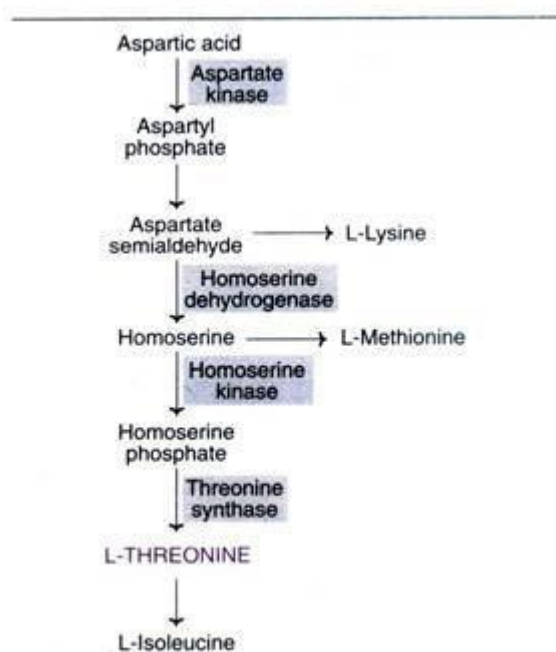 Aspartic acid
Aspartate
kinase
Aspartyl
phosphate
Aspartate
semialdehyde
L-Lysine
Homoserine
dehydrogenase
Homoserine
L-Methionine
Homoserine
kinase
Homoserine
phosphate
Threonine
synthase
L-THREONINE
L-Isoleucine